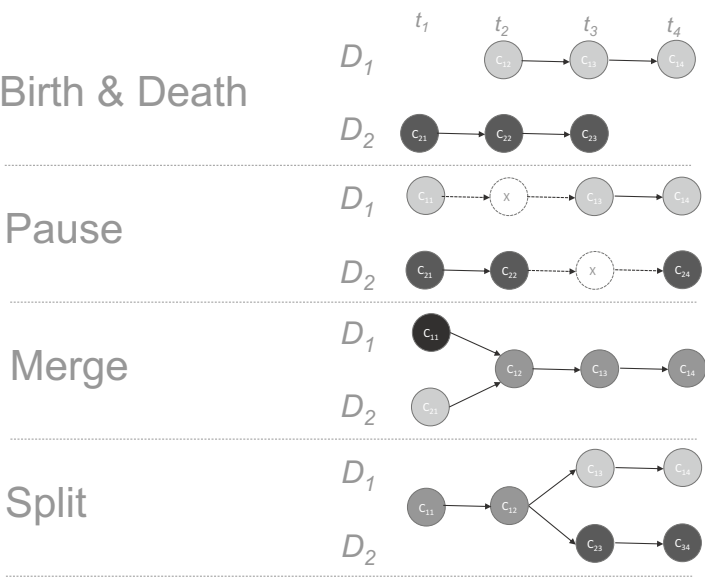 t1 t2 t3 t4
Birth & Death
D1 C12 C13 C14
D2 C21 C22 C23
Pause
D1 C11 X C13 C14
D2 C21 C22 X C24
Merge
D1 C11
C12 C13 C14
D2 C21
Split
D1 C13 C14
C11 C12
D2 C23 C34